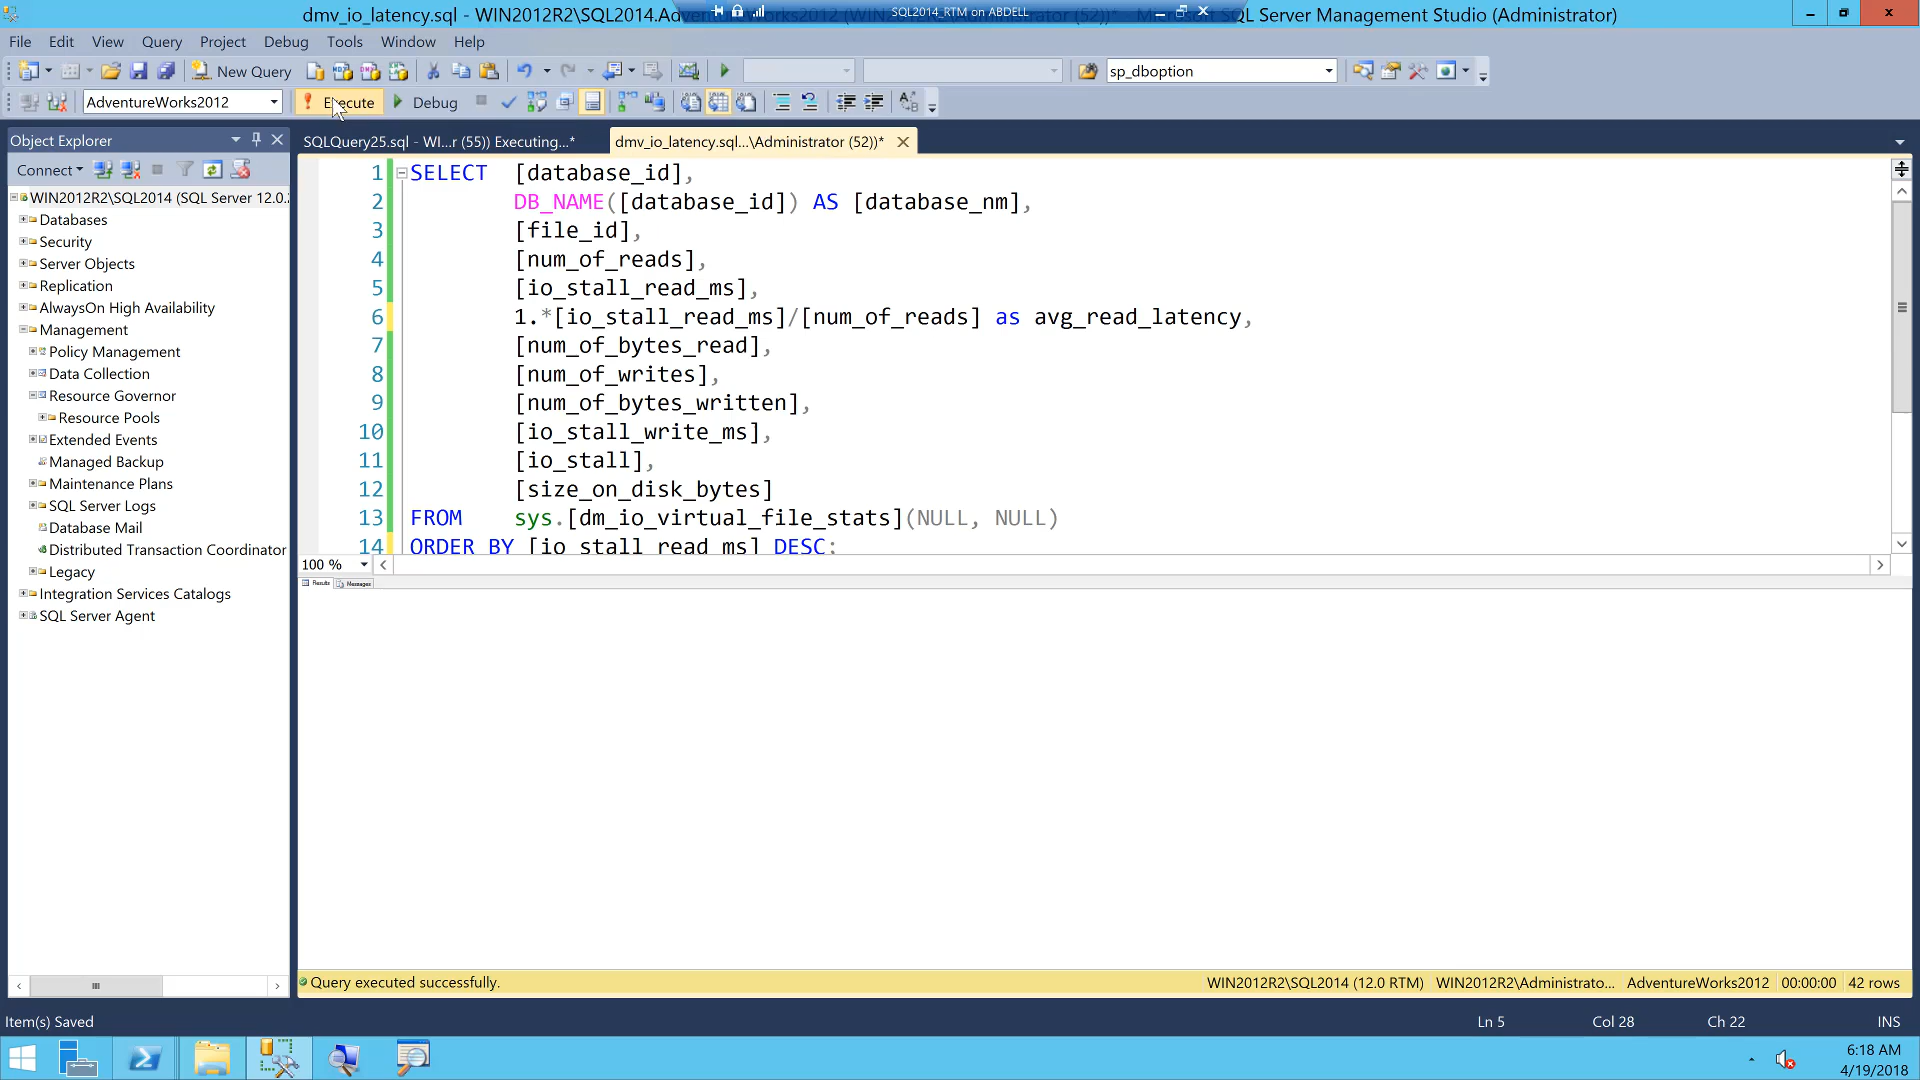 dmv_io_latency.sql - WIN2012R2\SQL2014.AdventureWorks2012 (WIN
SQL2014_RTM on ABDELL
SQL Server Management Studio (Administrator)
File Edit View Query Project Debug Tools Window Help
New Query
sp_dboption
AdventureWorks2012
Execute
Debug
Object Explorer
SQLQuery25.sql - WI...r (55)) Executing...*
dmv_io_latency.sql...\Administrator (52))*
Connect
WIN2012R2\SQL2014 (SQL Server 12.0.
Databases
Security
Server Objects
Replication
AlwaysOn High Availability
Management
Policy Management
Data Collection
Resource Governor
Resource Pools
Extended Events
Managed Backup
Maintenance Plans
SQL Server Logs
Database Mail
Distributed Transaction Coordinator
Legacy
Integration Services Catalogs
SQL Server Agent
1 SELECT [database_id],
2 DB_NAME([database_id]) AS [database_nm],
3 [file_id],
4 [num_of_reads],
5 [io_stall_read_ms],
6 1.*[io_stall_read_ms]/[num_of_reads] as avg_read_latency,
7 [num_of_bytes_read],
8 [num_of_writes],
9 [num_of_bytes_written],
10 [io_stall_write_ms],
11 [io_stall],
12 [size_on_disk_bytes]
13 FROM sys.[dm_io_virtual_file_stats](NULL, NULL)
14 ORDER BY [io_stall_read_ms] DESC;
100 %
Results Messages
Query executed successfully.
WIN2012R2\SQL2014 (12.0 RTM) WIN2012R2\Administrato... AdventureWorks2012 00:00:00 42 rows
Item(s) Saved
Ln 5 Col 28 Ch 22 INS
6:18 AM
4/19/2018